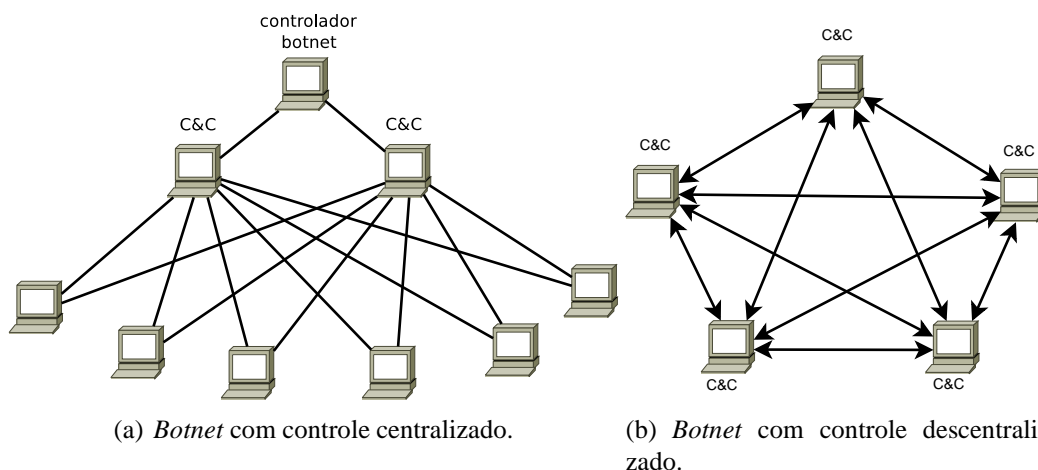 controlador
botnet
C&C
C&C
(a) Botnet com controle centralizado.
C&C
C&C
C&C
C&C
C&C
(b) Botnet com controle descentrali
zado.